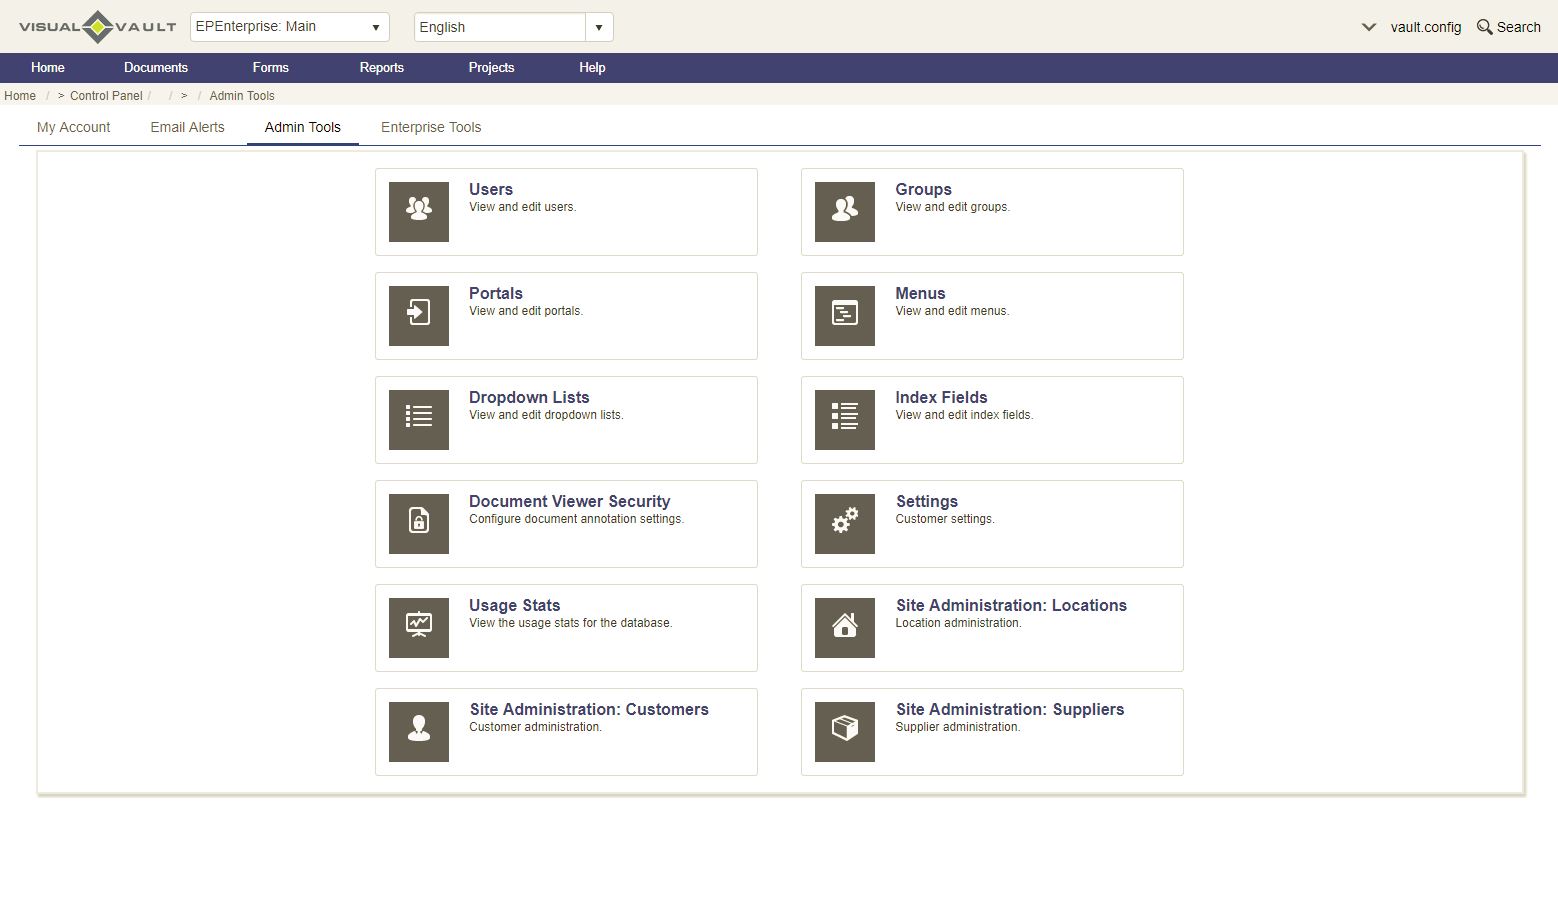 VISUAL VAULT
EPEnterprise: Main
English
vault.config
Search
Home
Documents
Forms
Reports
Projects
Help
Home / > Control Panel / / > / Admin Tools
My Account
Email Alerts
Admin Tools
Enterprise Tools
Users
View and edit users.
Groups
View and edit groups.
Portals
View and edit portals.
Menus
View and edit menus.
Dropdown Lists
View and edit dropdown lists.
Index Fields
View and edit index fields.
Document Viewer Security
Configure document annotation settings.
Settings
Customer settings.
Usage Stats
View the usage stats for the database.
Site Administration: Locations
Location administration.
Site Administration: Customers
Customer administration.
Site Administration: Suppliers
Supplier administration.